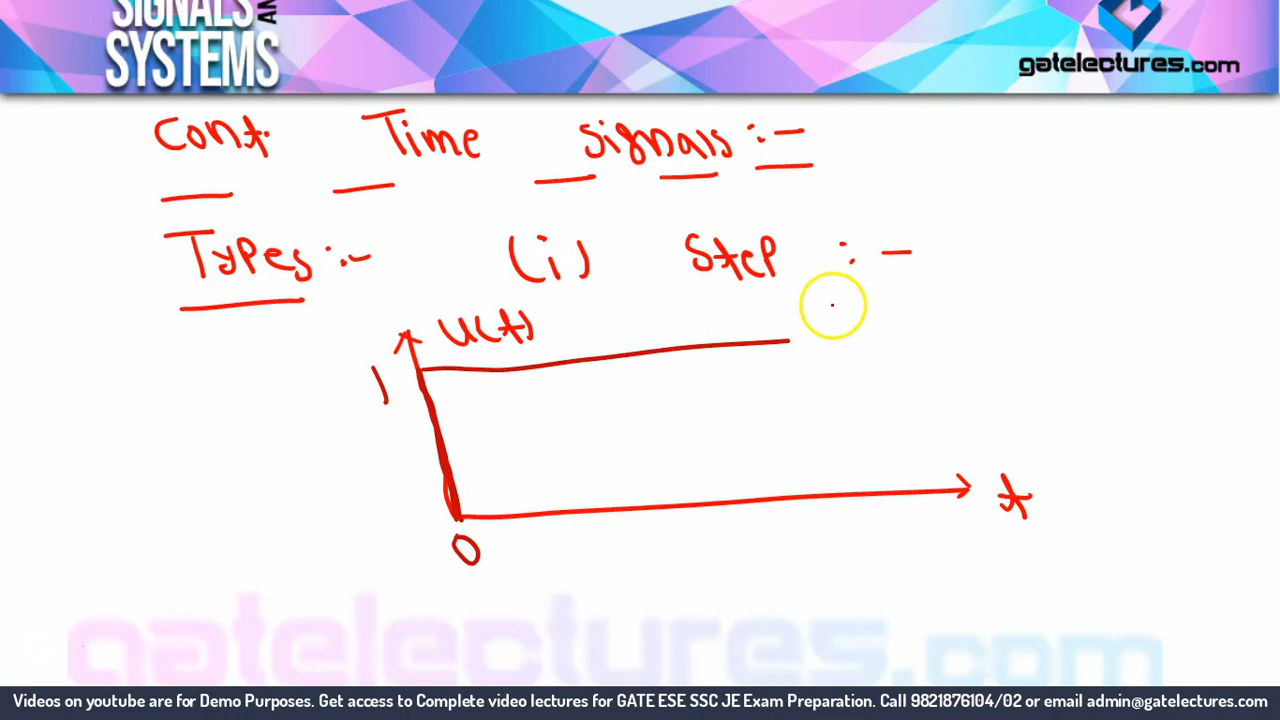 SIGNALS AND
SYSTEMS
gatelectures.com
Cont. Time Signals :-
Types :- (i) Step :-
u(t)
1
t
0
gatelectures.com
Videos on youtube are for Demo Purposes. Get access to Complete video lectures for GATE ESE SSC JE Exam Preparation. Call 9821876104/02 or email admin@gatelectures.com